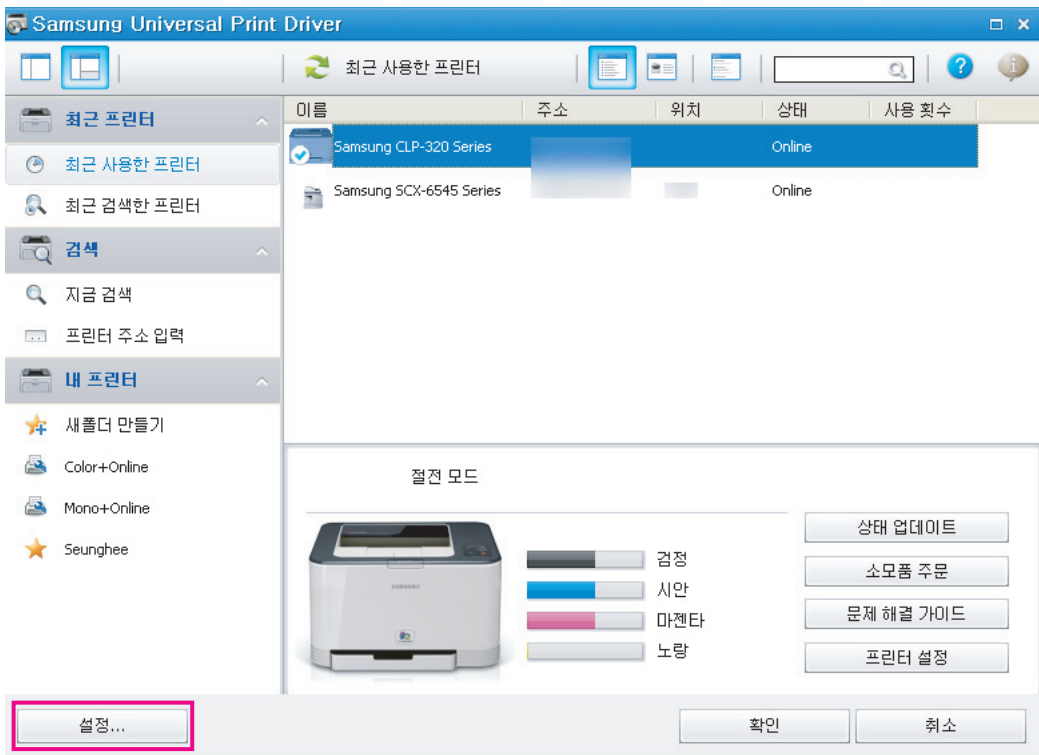 Samsung Universal Print Driver
최근 사용한 프린터
최근 프린터
최근 사용한 프린터
최근 검색한 프린터
검색
지금 검색
프린터 주소 입력
내 프린터
새폴더 만들기
Color+Online
Mono+Online
Seunghee
이름 주소 위치 상태 사용 횟수
Samsung CLP-320 Series Online
Samsung SCX-6545 Series Online
절전 모드
SAMSUNG
검정
시안
마젠타
노랑
상태 업데이트
소모품 주문
문제 해결 가이드
프린터 설정
설정...
확인
취소